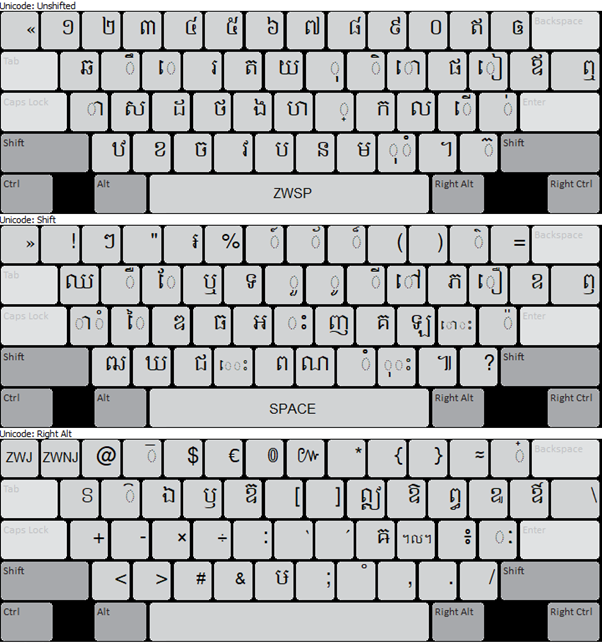 Unicode: Unshifted
« ១ ២ ៣ ៤ ៥ ៦ ៧ ៨ ៩ ០ ឥ ឲ Backspace
Tab ឆ ◌ឹ ◌េ រ ត យ ◌ុ ◌ិ ◌ោ ផ ◌ៀ ឪ ឮ
Caps Lock ◌ា ស ដ ថ ង ហ ◌្ ក ល ◌ើ ◌់ Enter
Shift ឋ ខ ច វ ប ន ម ◌ុំ ។ ◌៊ Shift
Ctrl Alt ZWSP Right Alt Right Ctrl
Unicode: Shift
» ! ៗ " ៛ % ◌៍ ◌័ ◌៏ ( ) ◌៌ = Backspace
Tab ឈ ◌ឺ ◌ែ ឬ ទ ◌ួ ◌ូ ◌ី ◌ៅ ភ ◌ឿ ឧ ឭ
Caps Lock ◌ាំ ◌ៃ ឌ ធ អ ◌ះ ញ គ ឡ ◌ោះ ◌៉ Enter
Shift ឍ ឃ ជ ◌េះ ព ណ ◌ំ ◌ុះ ៕ ? Shift
Ctrl Alt SPACE Right Alt Right Ctrl
Unicode: Right Alt
ZWJ ZWNJ @ ◌៑ $ € ៙ ៚ * { } ≈ ◌៎ Backspace
Tab ៜ ◌៝ ឯ ឫ ឨ [ ] ឦ ឱ ឰ ឩ ឳ \
Caps Lock + - × ÷ : ‘ ’ ឝ ៘ ៖ ◌ៈ Enter
Shift < > # & ឞ ; ◌៓ , . / Shift
Ctrl Alt Right Alt Right Ctrl